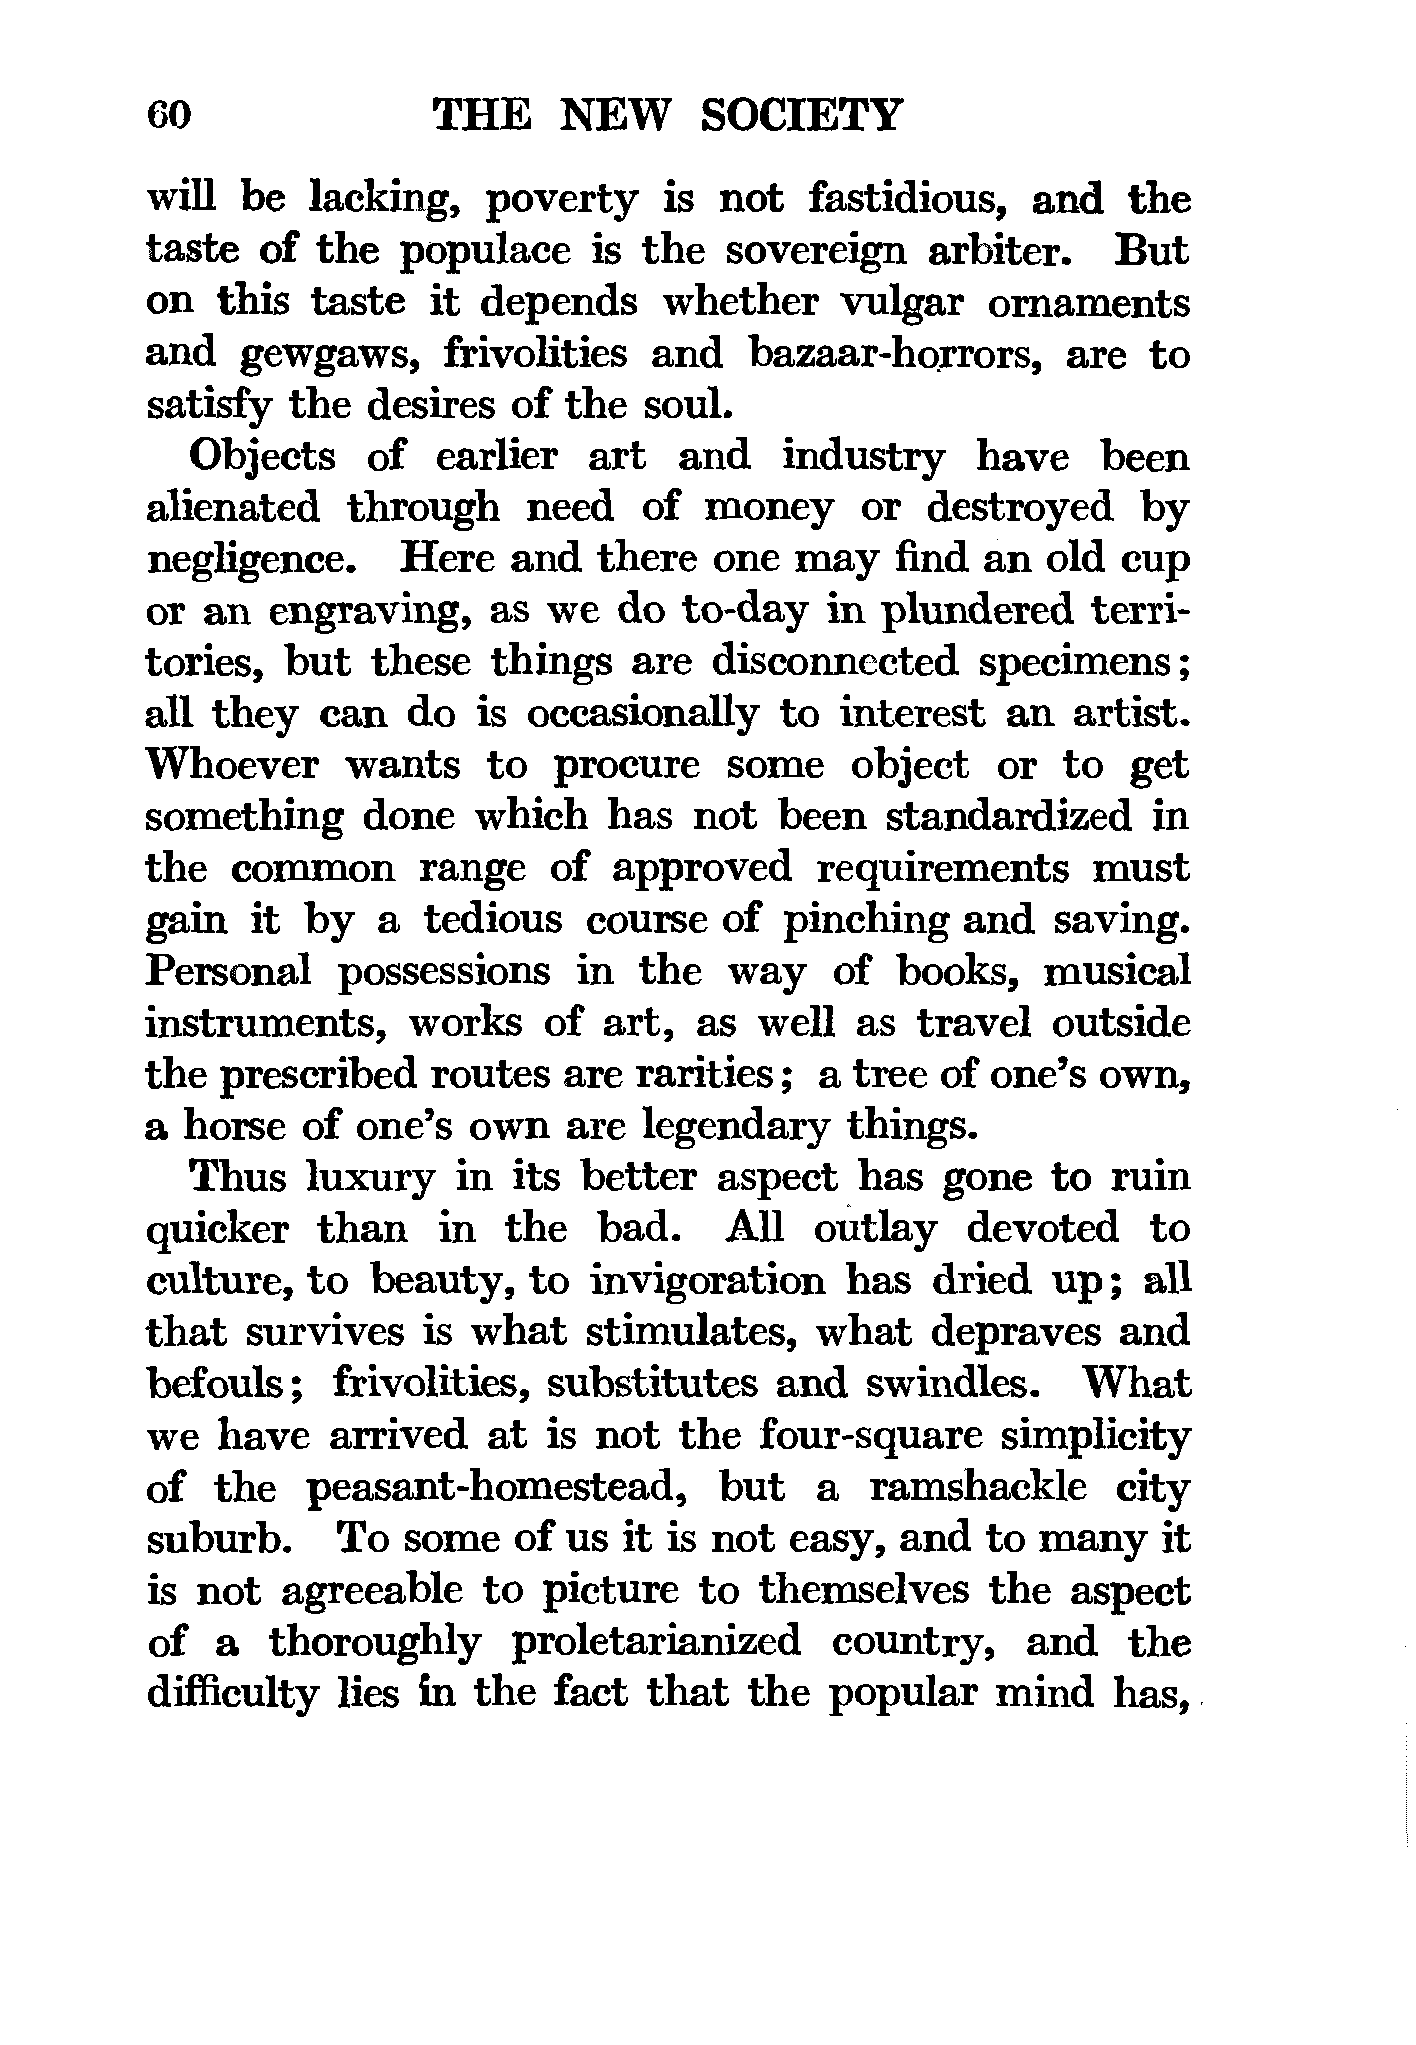 60 THE NEW SOCIETY
will be lacking, poverty is not fastidious, and the
taste of the populace is the sovereign arbiter. But
on this taste it depends whether vulgar ornaments
and gewgaws, frivolities and bazaar-horrors, are to
satisfy the desires of the soul.
Objects of earlier art and industry have been
alienated through need of money or destroyed by
negligence. Here and there one may find an old cup
or an engraving, as we do to-day in plundered terri-
tories, but these things are disconnected specimens;
all they can do is occasionally to interest an artist.
Whoever wants to procure some object or to get
something done which has not been standardized in
the common range of approved requirements must
gain it by a tedious course of pinching and saving.
Personal possessions in the way of books, musical
instruments, works of art, as well as travel outside
the prescribed routes are rarities; a tree of one's own,
a horse of one's own are legendary things.
Thus luxury in its better aspect has gone to ruin
quicker than in the bad. All outlay devoted to
culture, to beauty, to invigoration has dried up; all
that survives is what stimulates, what depraves and
befouls; frivolities, substitutes and swindles. What
we have arrived at is not the four-square simplicity
of the peasant-homestead, but a ramshackle city
suburb. To some of us it is not easy, and to many it
is not agreeable to picture to themselves the aspect
of a thoroughly proletarianized country, and the
difficulty lies in the fact that the popular mind has,